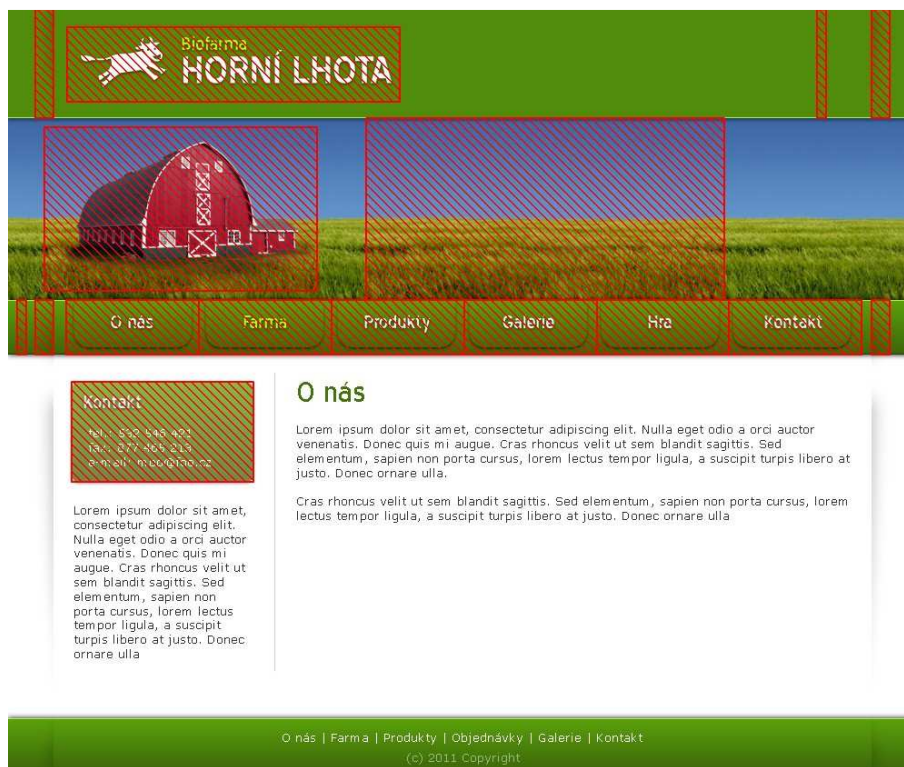 Biofarma
HORNÍ LHOTA
O nás Farma Produkty Galerie Hra Kontakt
Kontakt
tel.:
fax.:
e-mail:
Lorem ipsum dolor sit amet,
consectetur adipiscing elit.
Nulla eget odio a orci auctor
venenatis. Donec quis mi
augue. Cras rhoncus velit ut
sem blandit sagittis. Sed
elementum, sapien non
porta cursus, lorem lectus
tempor ligula, a suscipit
turpis libero at justo. Donec
ornare ulla
O nás
Lorem ipsum dolor sit amet, consectetur adipiscing elit. Nulla eget odio a orci auctor
venenatis. Donec quis mi augue. Cras rhoncus velit ut sem blandit sagittis. Sed
elementum, sapien non porta cursus, lorem lectus tempor ligula, a suscipit turpis libero at
justo. Donec ornare ulla.
Cras rhoncus velit ut sem blandit sagittis. Sed elementum, sapien non porta cursus, lorem
lectus tempor ligula, a suscipit turpis libero at justo. Donec ornare ulla
O nás | Farma | Produkty | Objednávky | Galerie | Kontakt
(c) 2011 Copyright